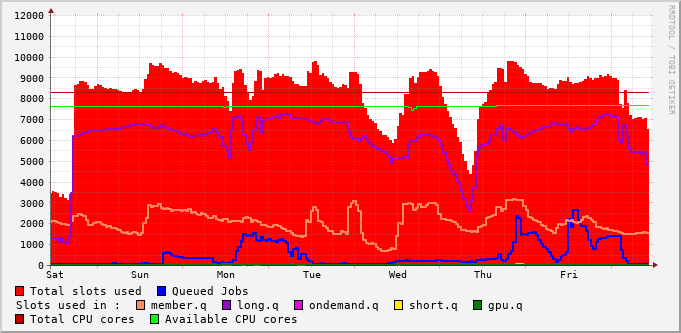 12000
11000
10000
9000
8000
7000
6000
5000
4000
3000
2000
1000
0
Sat Sun Mon Tue Wed Thu Fri
RRDTOOL / TOBI OETIKER
Total slots used Queued Jobs
Slots used in : member.q long.q ondemand.q short.q gpu.q
Total CPU cores Available CPU cores